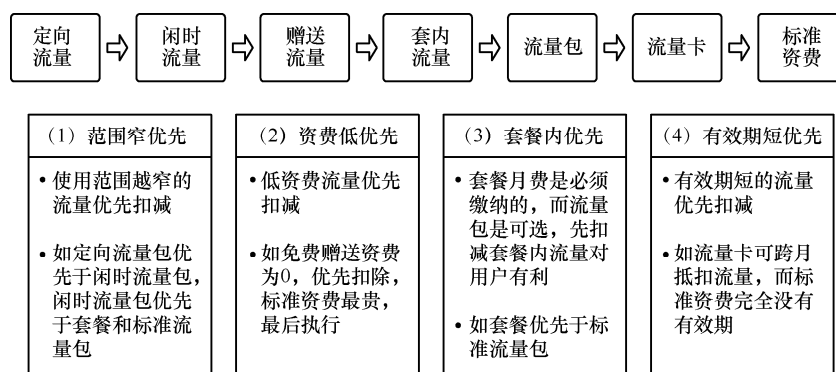 定向
流量
闲时
流量
赠送
流量
套内
流量
流量包
流量卡
标准
资费
(1) 范围窄优先
• 使用范围越窄的
流量优先扣减
• 如定向流量包优
先于闲时流量包，
闲时流量包优先
于套餐和标准流
量包
(2) 资费低优先
• 低资费流量优先
扣减
• 如免费赠送资费
为0，优先扣除，
标准资费最贵，
最后执行
(3) 套餐内优先
• 套餐月费是必须
缴纳的，而流量
包是可选，先扣
减套餐内流量对
用户有利
• 如套餐优先于标
准流量包
(4) 有效期短优先
• 有效期短的流量
优先扣减
• 如流量卡可跨月
抵扣流量，而标
准资费完全没有
有效期